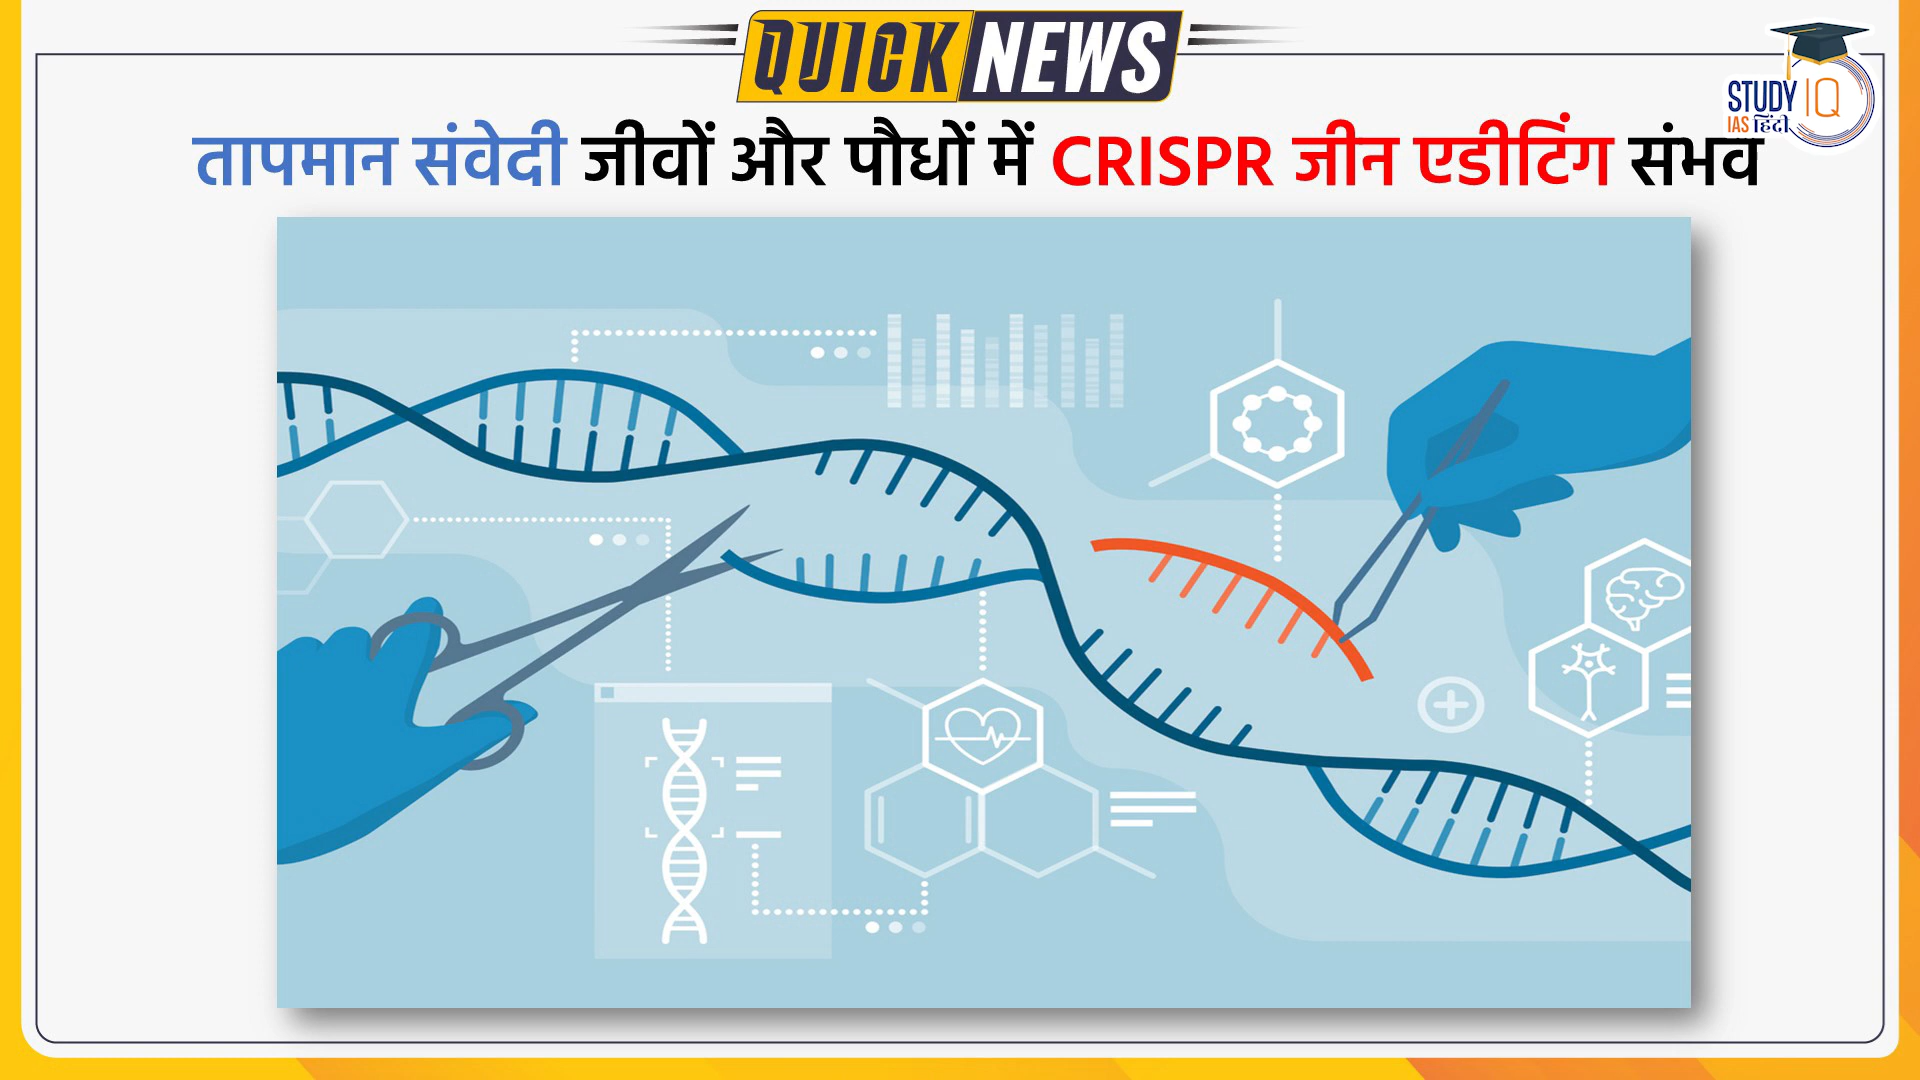 QUICK NEWS
STUDY IQ
IAS हिंदी
तापमान संवेदी जीवों और पौधों में CRISPR जीन एडीटिंग संभव